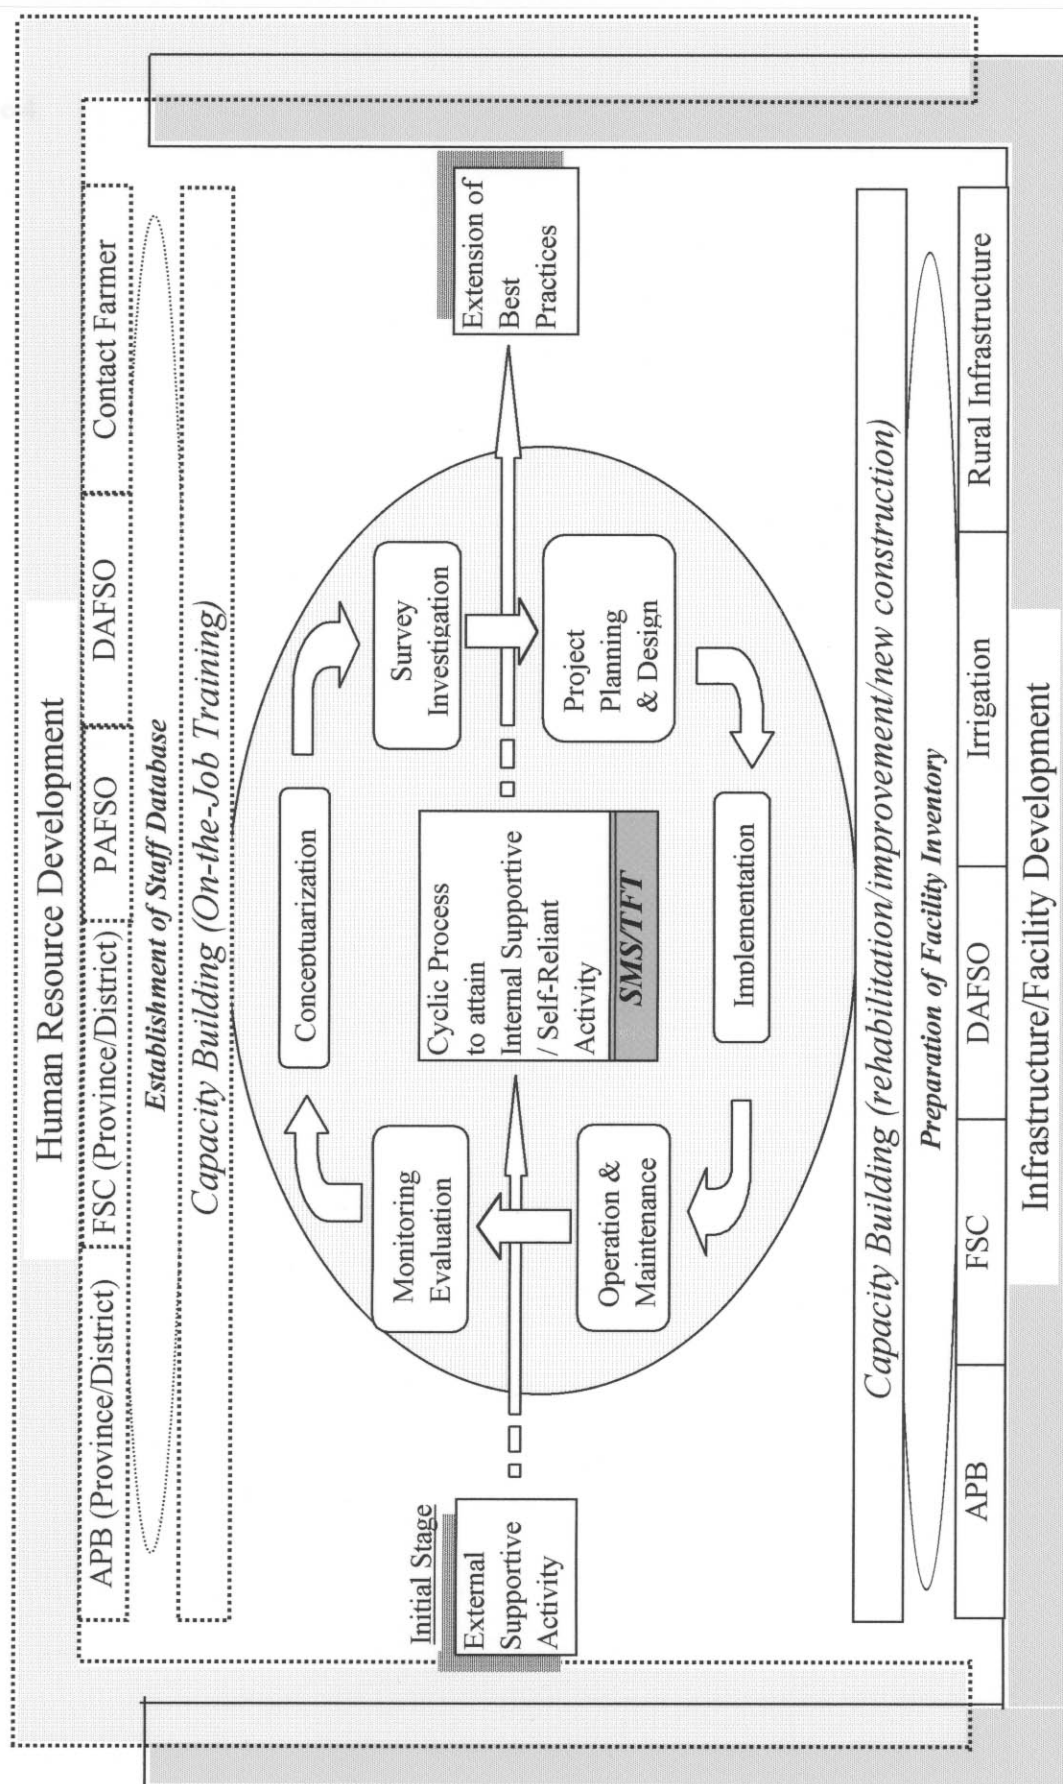 Human Resource Development
APB (Province/District)
FSC (Province/District)
PAFSO
DAFSO
Contact Farmer
Establishment of Staff Database
Capacity Building (On-the-Job Training)
Initial Stage
External
Supportive
Activity
Conceptuarization
Survey
Investigation
Project
Planning
& Design
Implementation
Operation &
Maintenance
Monitoring
Evaluation
Cyclic Process
to attain
Internal Supportive
/ Self-Reliant
Activity
SMS/TFT
Extension of
Best
Practices
Capacity Building (rehabilitation/improvement/new construction)
Preparation of Facility Inventory
APB
FSC
DAFSO
Irrigation
Rural Infrastructure
Infrastructure/Facility Development